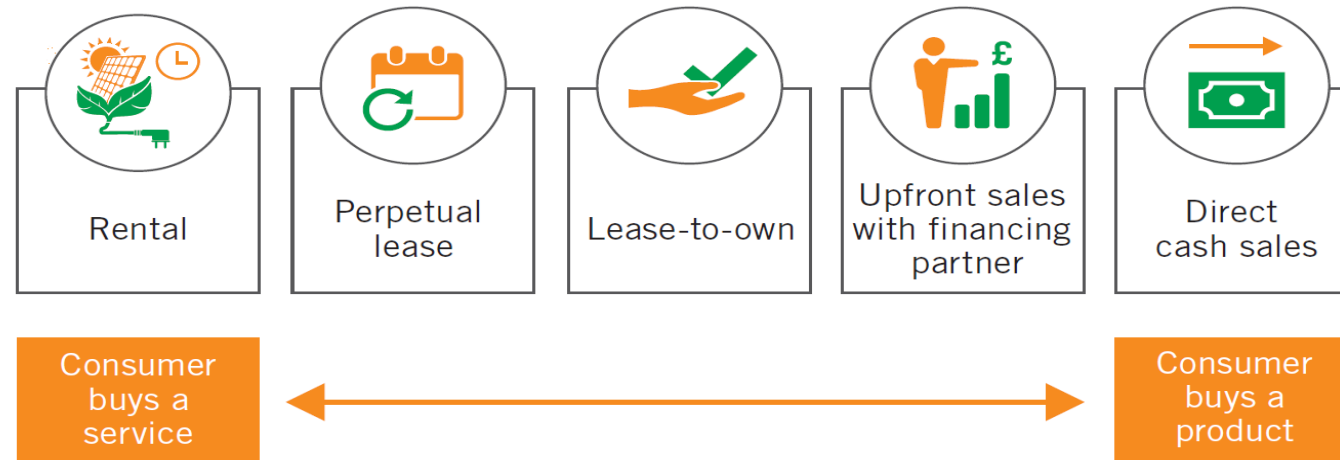 £
Rental
Perpetual
lease
Lease-to-own
Upfront sales
with financing
partner
Direct
cash sales
Consumer
buys a
service
Consumer
buys a
product